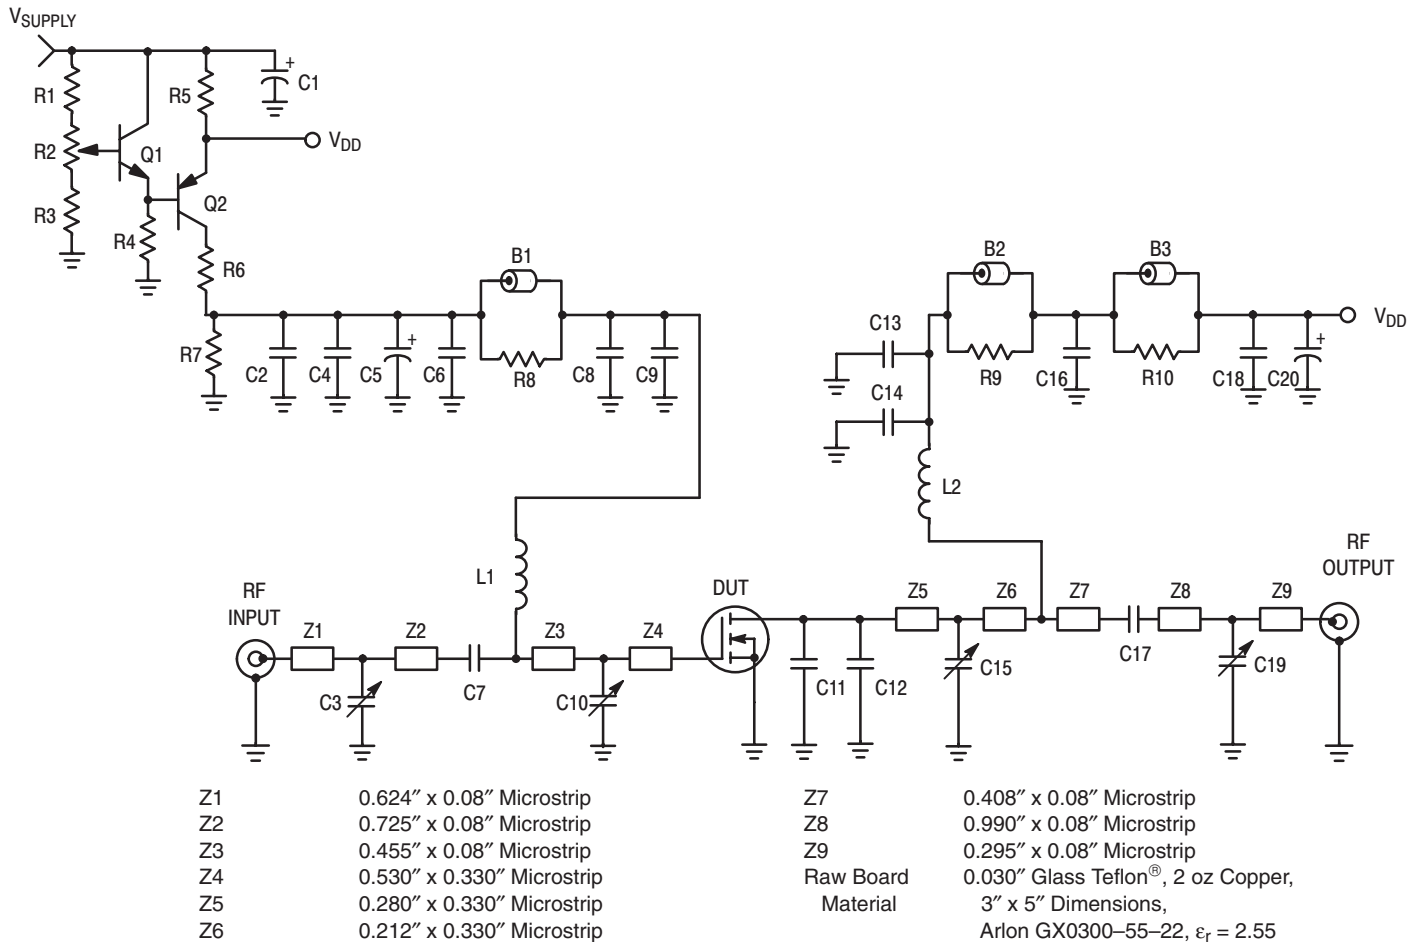 VSUPPLY
R1
R5
+
C1
R2
Q1
VDD
R3
R4
Q2
R6
B1
B2
B3
R7
C2
C4
C5
+
C6
R8
C8
C9
C13
C14
R9
C16
R10
C18
C20
+
VDD
L2
L1
RF
INPUT
Z1
Z2
Z3
Z4
DUT
Z5
Z6
Z7
Z8
Z9
RF
OUTPUT
C3
C7
C10
C11
C12
C15
C17
C19
Z1 0.624″ x 0.08″ Microstrip
Z2 0.725″ x 0.08″ Microstrip
Z3 0.455″ x 0.08″ Microstrip
Z4 0.530″ x 0.330″ Microstrip
Z5 0.280″ x 0.330″ Microstrip
Z6 0.212″ x 0.330″ Microstrip
Z7 0.408″ x 0.08″ Microstrip
Z8 0.990″ x 0.08″ Microstrip
Z9 0.295″ x 0.08″ Microstrip
Raw Board 0.030″ Glass Teflon®, 2 oz Copper,
Material 3″ x 5″ Dimensions,
Arlon GX0300–55–22, εr = 2.55